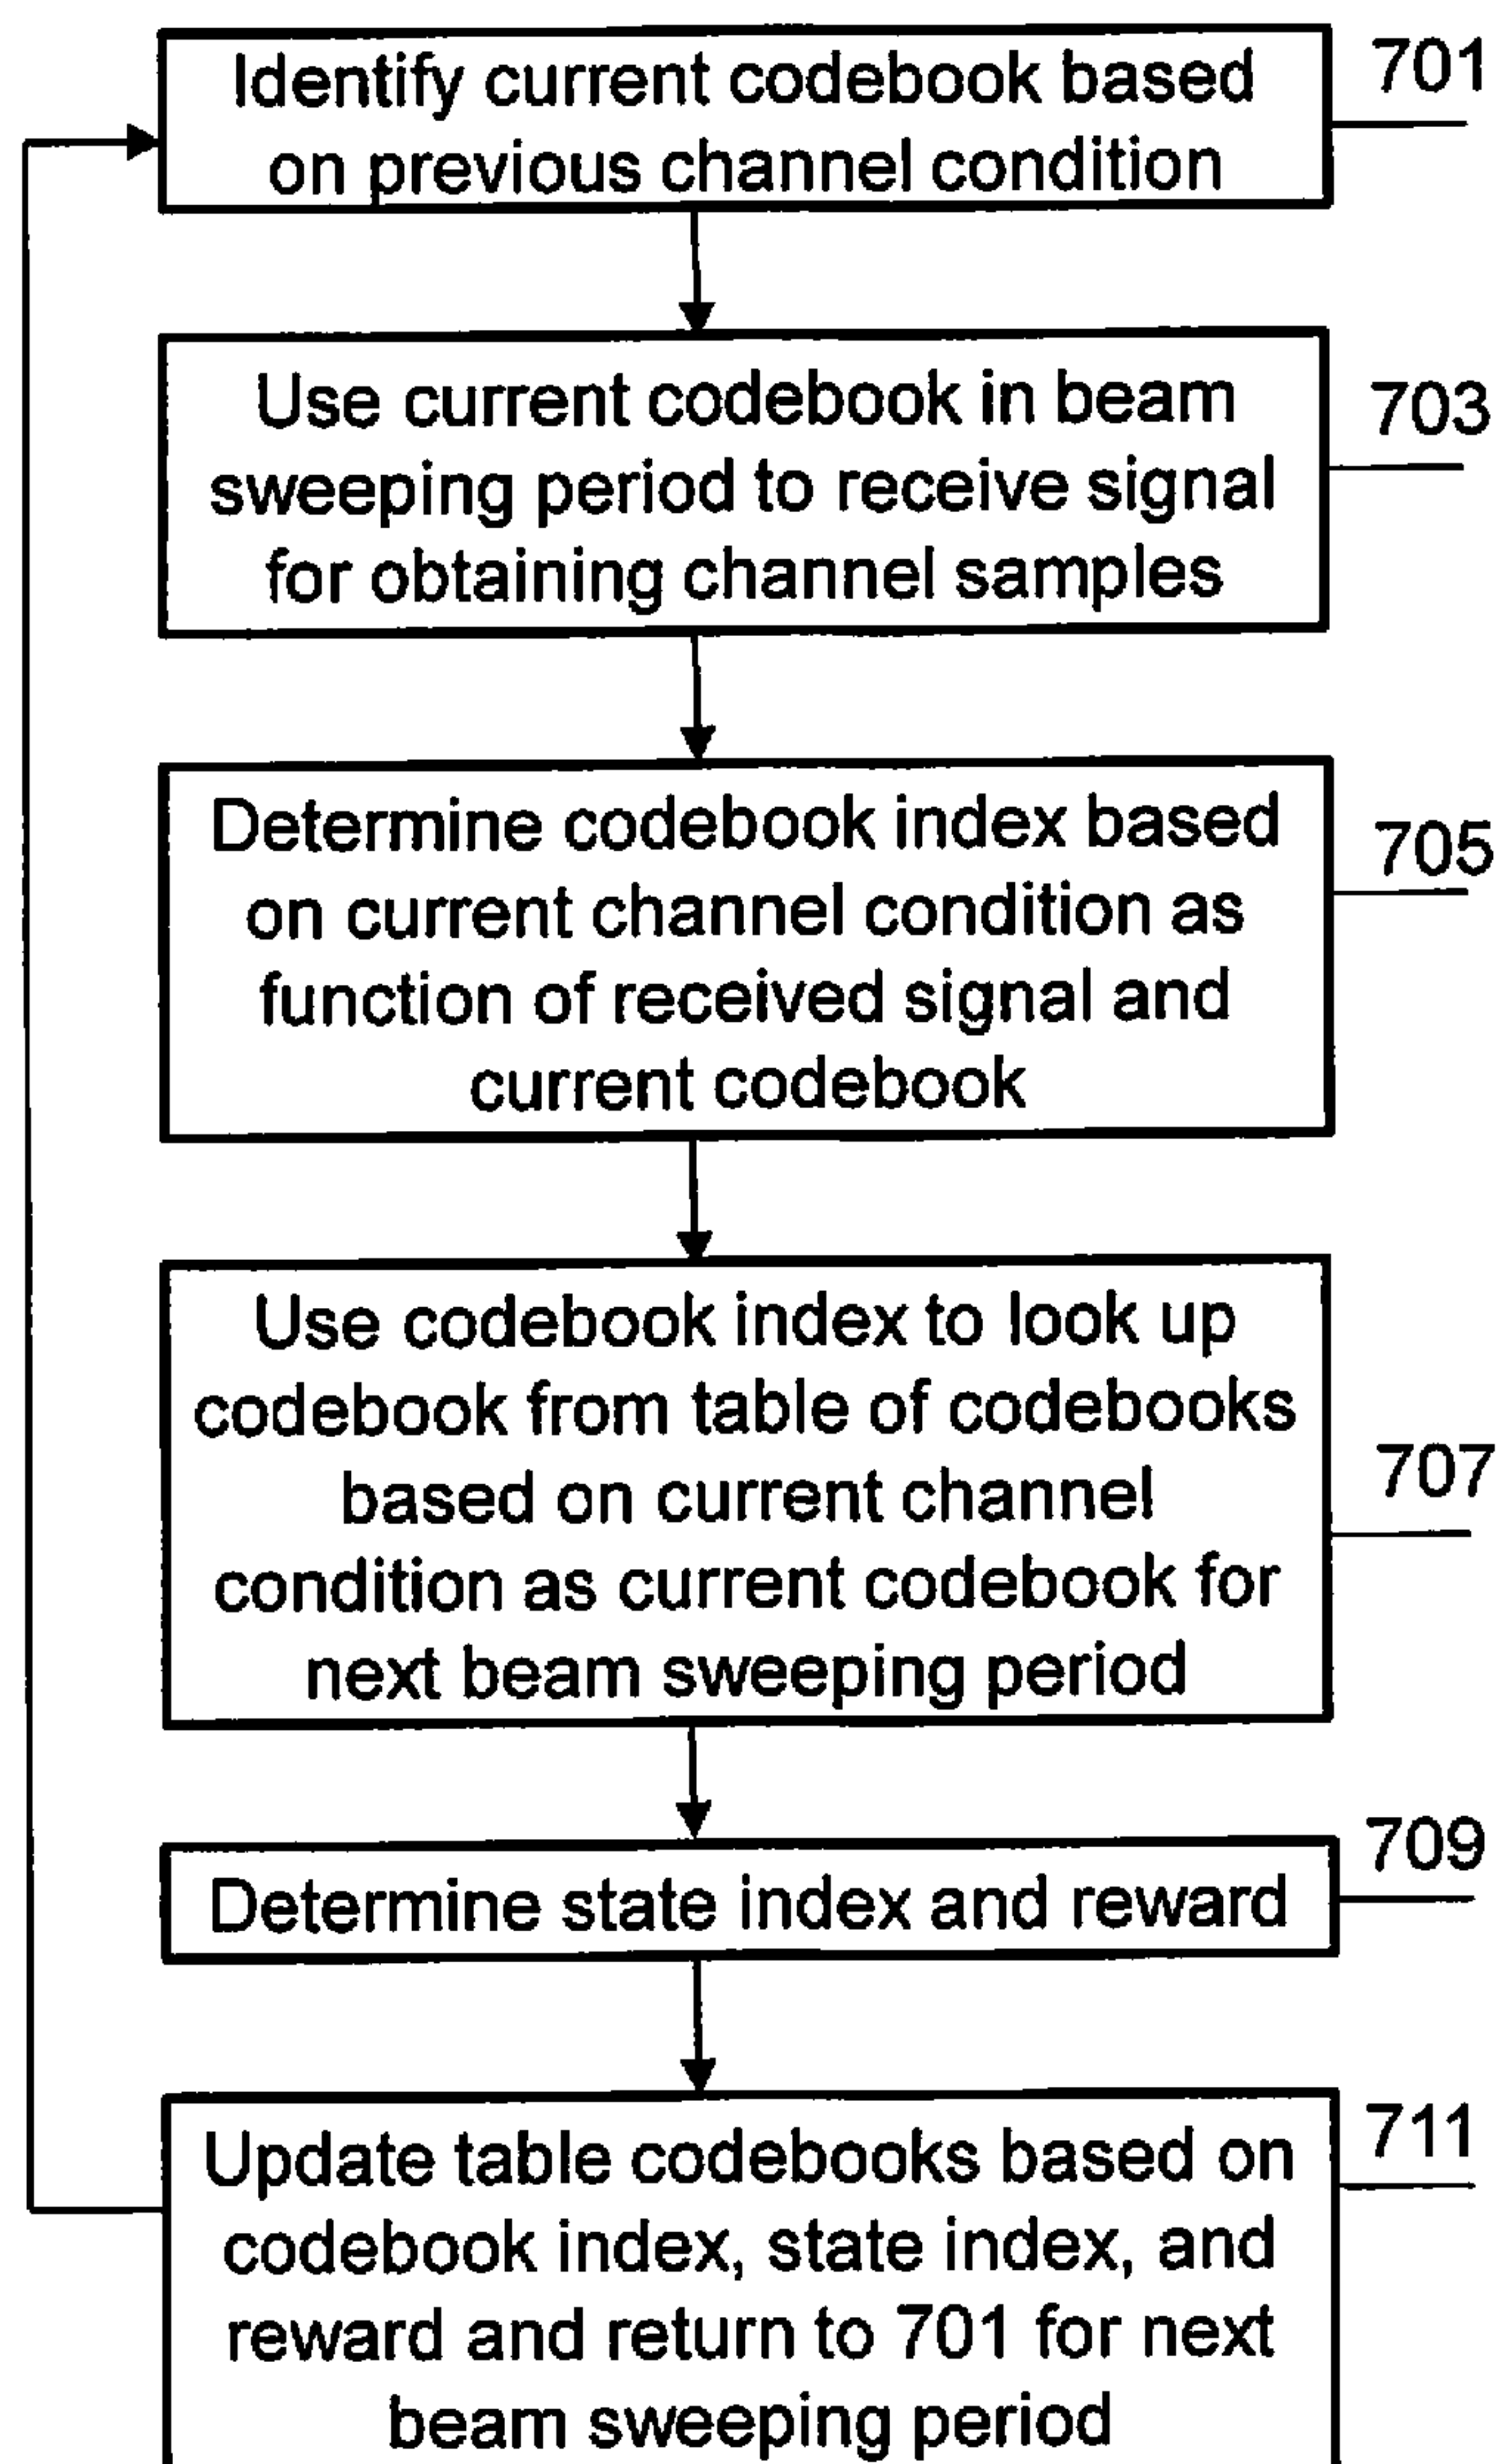 Identify current codebook based
on previous channel condition
701
Use current codebook in beam
sweeping period to receive signal
for obtaining channel samples
703
Determine codebook index based
on current channel condition as
function of received signal and
current codebook
705
Use codebook index to look up
codebook from table of codebooks
based on current channel
condition as current codebook for
next beam sweeping period
707
Determine state index and reward
709
Update table codebooks based on
codebook index, state index, and
reward and return to 701 for next
beam sweeping period
711